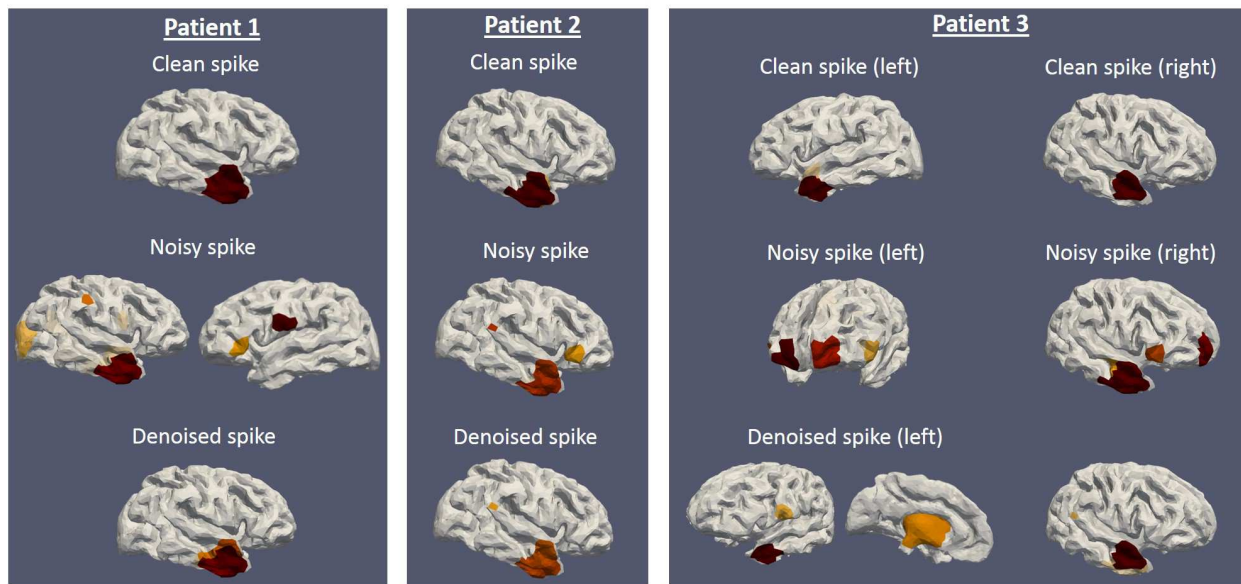 Patient 1
Clean spike
Noisy spike
Denoised spike
Patient 2
Clean spike
Noisy spike
Denoised spike
Patient 3
Clean spike (left)
Clean spike (right)
Noisy spike (left)
Noisy spike (right)
Denoised spike (left)